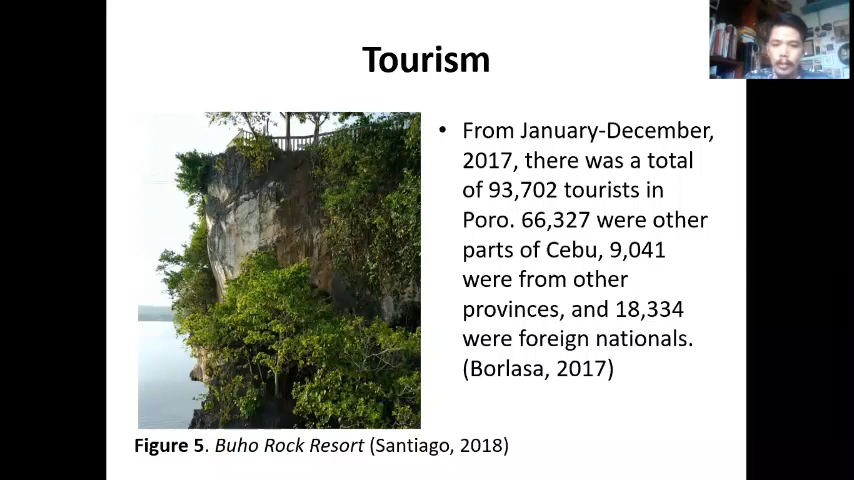 Tourism
• From January-December,
2017, there was a total
of 93,702 tourists in
Poro. 66,327 were other
parts of Cebu, 9,041
were from other
provinces, and 18,334
were foreign nationals.
(Borlasa, 2017)
Figure 5. Buho Rock Resort (Santiago, 2018)